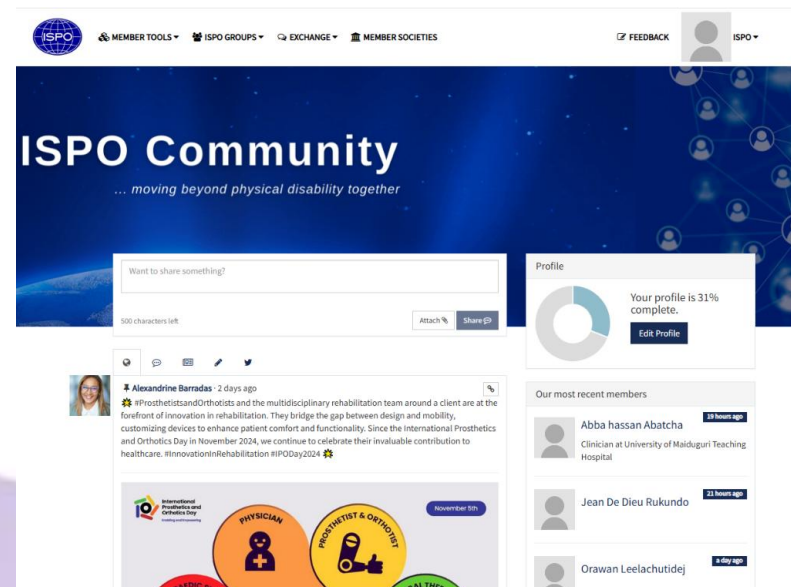 ISPO
MEMBER TOOLS
ISPO GROUPS
EXCHANGE
MEMBER SOCIETIES
FEEDBACK
ISPO
ISPO Community
... moving beyond physical disability together
Want to share something?
500 characters left
Attach
Share
Profile
Your profile is 31%
complete.
Edit Profile
Alexandrine Barradas · 2 days ago
#ProsthetistsandOrthotists and the multidisciplinary rehabilitation team around a client are at the
forefront of innovation in rehabilitation. They bridge the gap between design and mobility,
customizing devices to enhance patient comfort and functionality. Since the International Prosthetics
and Orthotics Day in November 2024, we continue to celebrate their invaluable contribution to
healthcare. #InnovationInRehabilitation #IPODay2024
International
Prosthetics and
Orthotics Day
Enabling and Empowering
November 5th
PHYSICIAN
PROSTHETIST & ORTHOTIST
Our most recent members
19 hours ago
Abba hassan Abatcha
Clinician at University of Maiduguri Teaching
Hospital
21 hours ago
Jean De Dieu Rukundo
a day ago
Orawan Leelachutidej